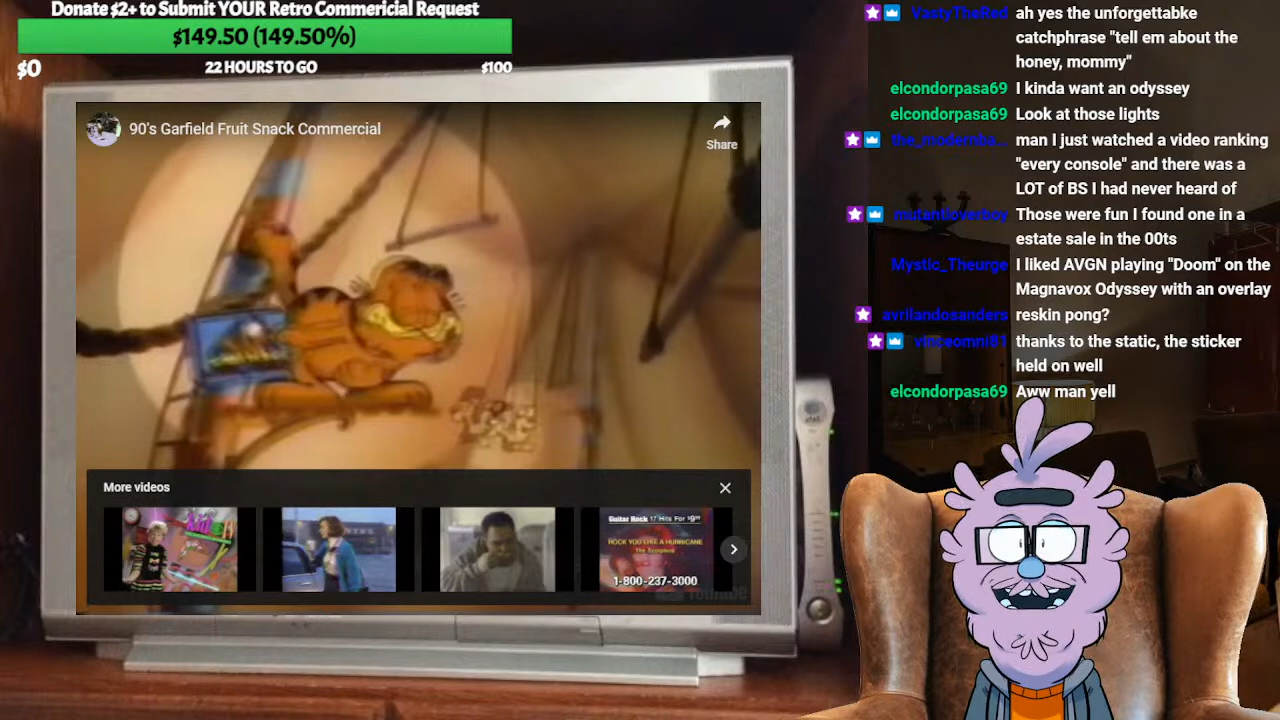 Donate $2+ to Submit YOUR Retro Commericial Request
$149.50 (149.50%)
$0
22 HOURS TO GO
$100
90's Garfield Fruit Snack Commercial
Share
More videos
Guitar Rock 17 Hits For $9.99
ROCK YOU LIKE A HURRICANE
The Scorpions
1-800-237-3000
YouTube
VastyTheRed ah yes the unforgettabke
catchphrase "tell em about the
honey, mommy"
elcondorpasa69 I kinda want an odyssey
elcondorpasa69 Look at those lights
the_modernba... man I just watched a video ranking
"every console" and there was a
LOT of BS I had never heard of
mutantloverboy Those were fun I found one in a
estate sale in the 00ts
Mystic_Theurge I liked AVGN playing "Doom" on the
Magnavox Odyssey with an overlay
avrilandosanders reskin pong?
vinceomni81 thanks to the static, the sticker
held on well
elcondorpasa69 Aww man yell